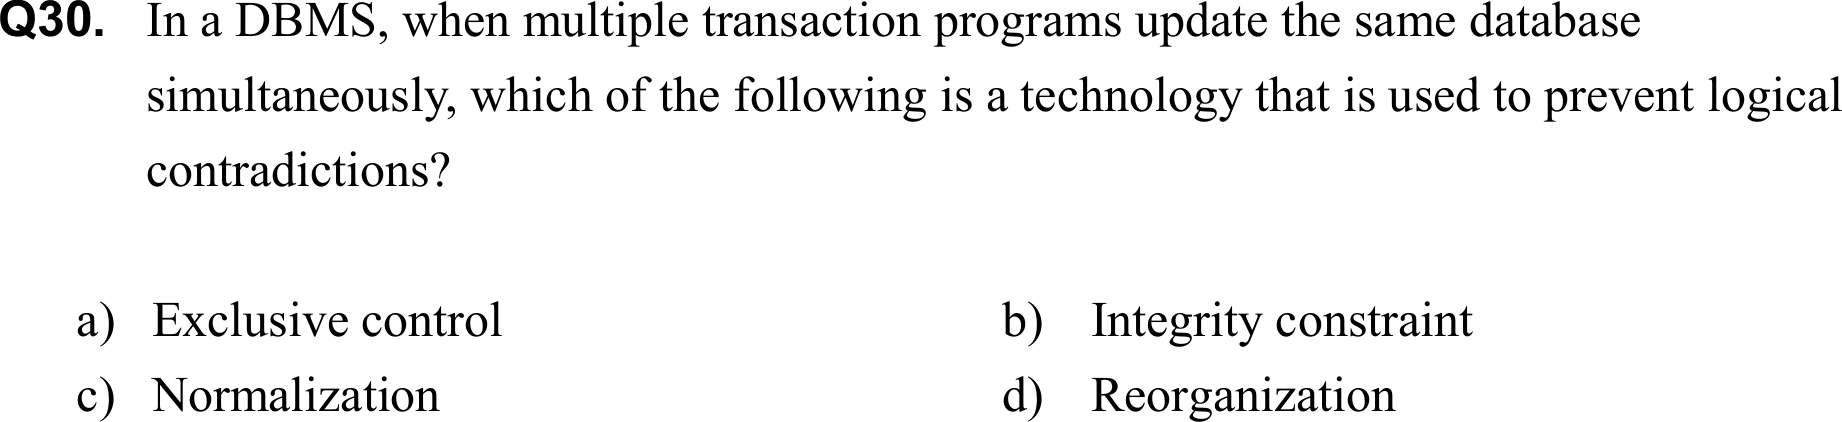 Q30. In a DBMS, when multiple transaction programs update the same database
simultaneously, which of the following is a technology that is used to prevent logical
contradictions?
a) Exclusive control b) Integrity constraint
c) Normalization d) Reorganization